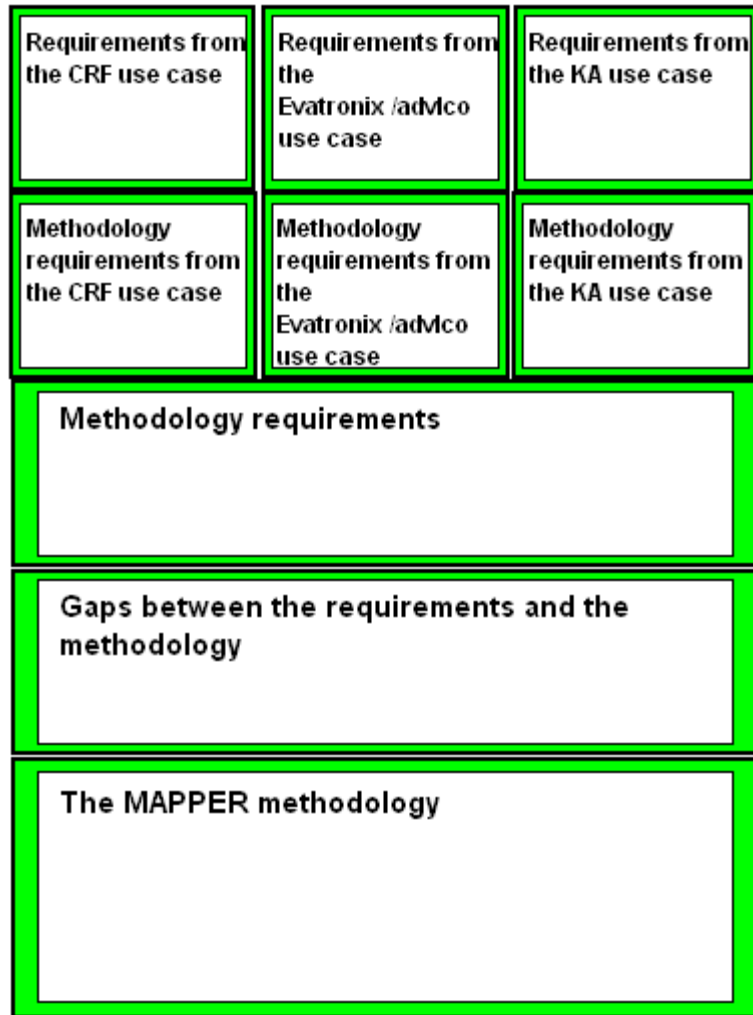 Requirements from
the CRF use case
Requirements from
the
Evatronix /advIco
use case
Requirements from
the KA use case
Methodology
requirements from
the CRF use case
Methodology
requirements from
the
Evatronix /advIco
use case
Methodology
requirements from
the KA use case
Methodology requirements
Gaps between the requirements and the
methodology
The MAPPER methodology